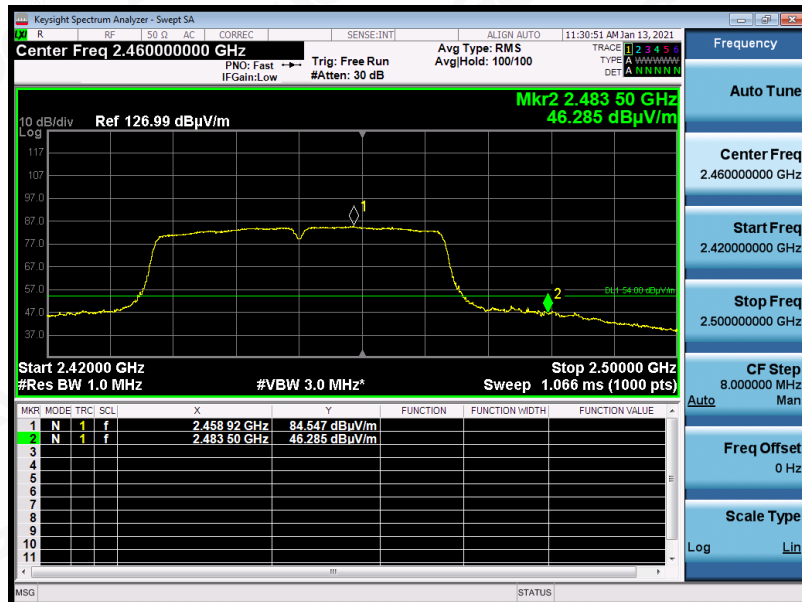 Keysight Spectrum Analyzer - Swept SA
LXI R RF 50 Ω AC CORREC SENSE:INT ALIGN AUTO 11:30:51 AM Jan 13, 2021
Center Freq 2.460000000 GHz
PNO: Fast
IFGain:Low
Trig: Free Run
#Atten: 30 dB
Avg Type: RMS
Avg|Hold: 100/100
TRACE 1 2 3 4 5 6
TYPE A WWWWW
DET A N N N N N
Mkr2 2.483 50 GHz
46.285 dBµV/m
10 dB/div Ref 126.99 dBµV/m
Log
117
107
97.0
87.0
77.0
67.0
57.0
47.0
37.0
1
2
DL1 54.00 dBµV/m
Start 2.42000 GHz Stop 2.50000 GHz
#Res BW 1.0 MHz #VBW 3.0 MHz* Sweep 1.066 ms (1000 pts)
MKR MODE TRC SCL X Y FUNCTION FUNCTION WIDTH FUNCTION VALUE
1 N 1 f 2.458 92 GHz 84.547 dBµV/m
2 N 1 f 2.483 50 GHz 46.285 dBµV/m
3
4
5
6
7
8
9
10
11
MSG STATUS
Frequency
Auto Tune
Center Freq
2.460000000 GHz
Start Freq
2.420000000 GHz
Stop Freq
2.500000000 GHz
CF Step
8.000000 MHz
Auto Man
Freq Offset
0 Hz
Scale Type
Log Lin